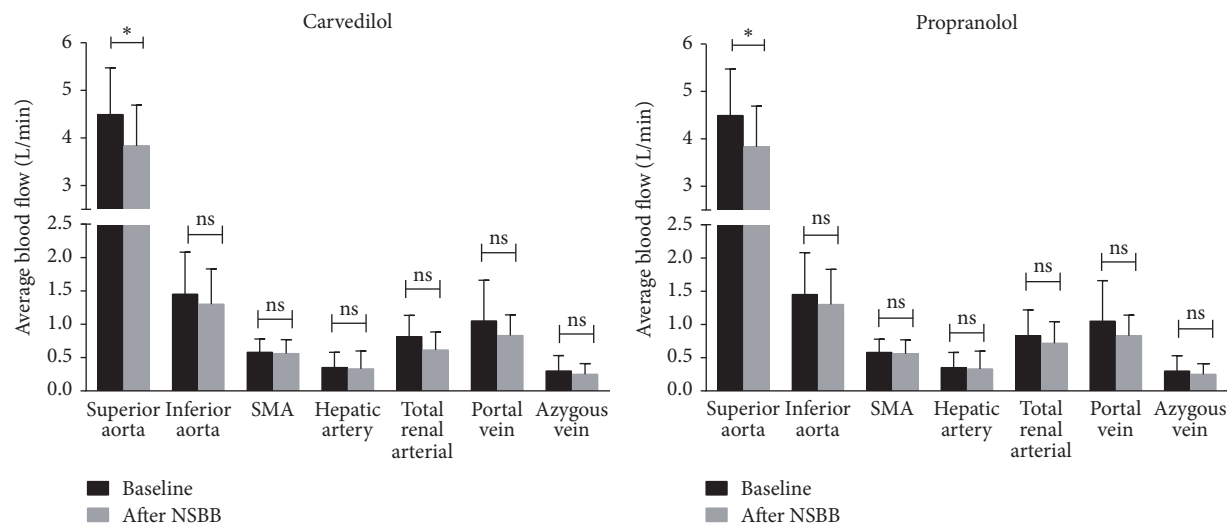 Carvedilol
Average blood flow (L/min)
6
5
4
3
2.5
2.0
1.5
1.0
0.5
0.0
*
ns
ns
ns
ns
ns
ns
Superior
aorta
Inferior
aorta
SMA
Hepatic
artery
Total
renal
arterial
Portal
vein
Azygous
vein
Baseline
After NSBB
Propranolol
Average blood flow (L/min)
6
5
4
3
2.5
2.0
1.5
1.0
0.5
0.0
*
ns
ns
ns
ns
ns
ns
Superior
aorta
Inferior
aorta
SMA
Hepatic
artery
Total
renal
arterial
Portal
vein
Azygous
vein
Baseline
After NSBB